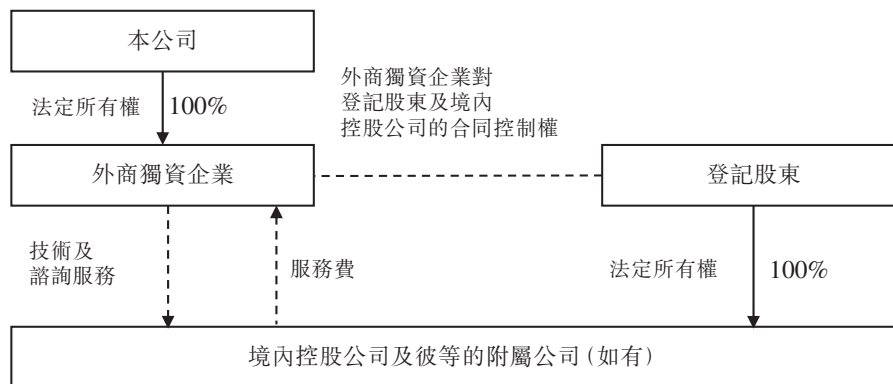 本公司
外商獨資企業對
登記股東及境內
控股公司的合同控制權
法定所有權 100%
外商獨資企業
登記股東
技術及
諮詢服務
服務費
法定所有權 100%
境內控股公司及彼等的附屬公司(如有)